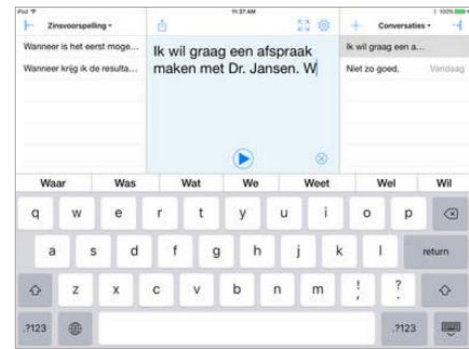 iPad 11:37 AM 100%
Zinsvoorspelling Conversaties
Wanneer is het eerst moge...
Wanneer krijg ik de resulta...
Ik wil graag een afspraak
maken met Dr. Jansen. W
Ik wil graag een a...
Niet zo goed. Vandaag
Waar Was Wat We Weet Wel Wil
q w e r t y u i o p
a s d f g h j k l return
z x c v b n m ! , ? .
.?123 .?123